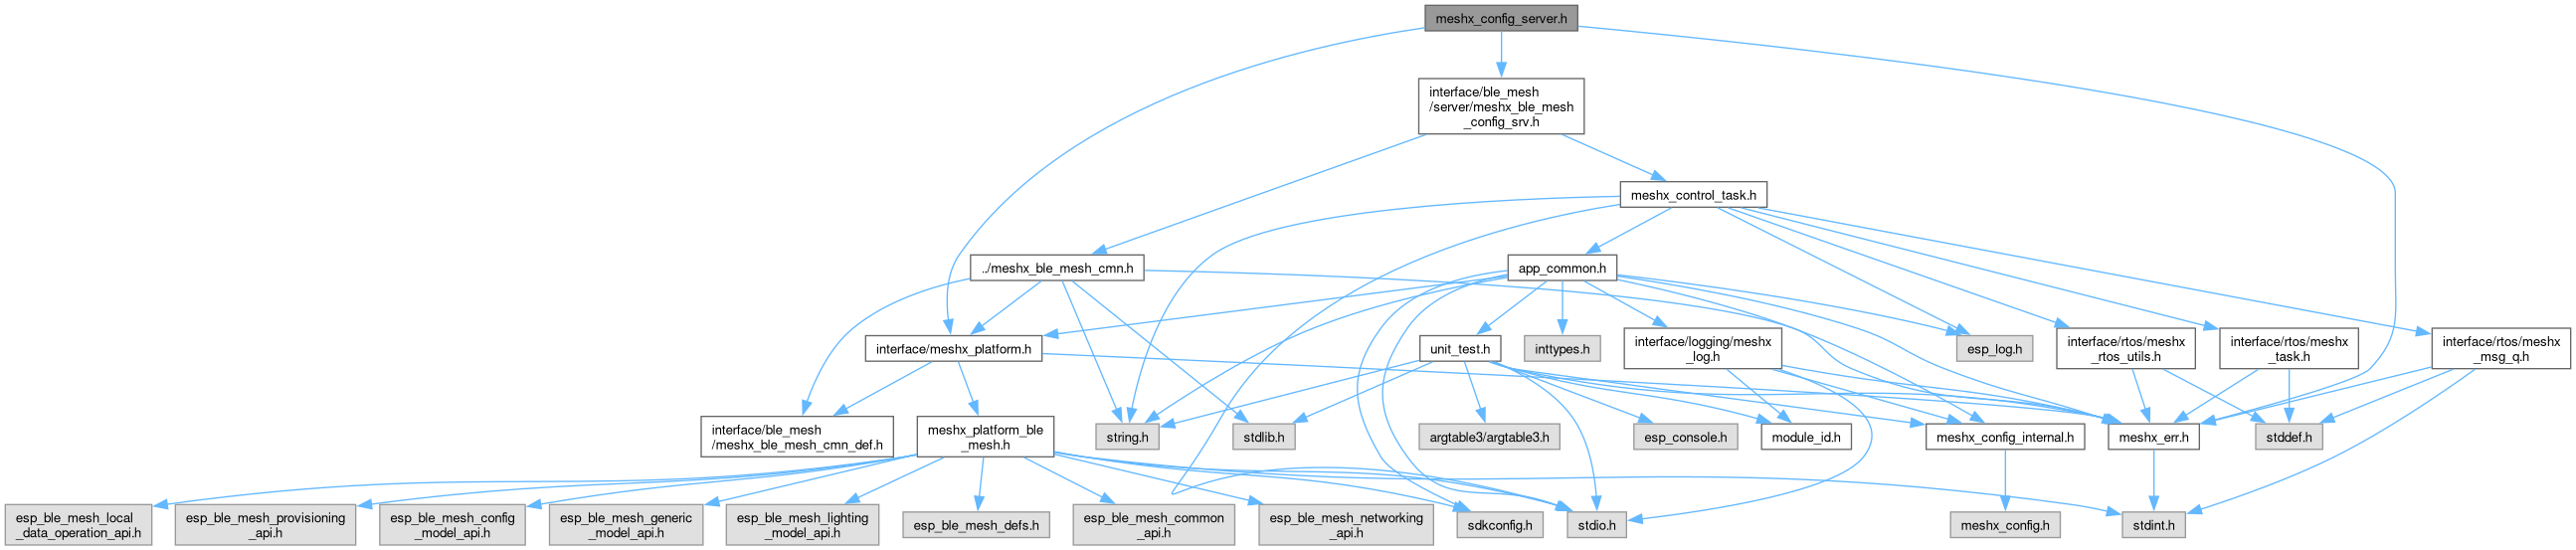 meshx_config_server.h
interface/ble_mesh
/server/meshx_ble_mesh
_config_srv.h
meshx_control_task.h
../meshx_ble_mesh_cmn.h
app_common.h
interface/meshx_platform.h
unit_test.h
inttypes.h
interface/logging/meshx
_log.h
esp_log.h
interface/rtos/meshx
_rtos_utils.h
interface/rtos/meshx
_task.h
interface/rtos/meshx
_msg_q.h
interface/ble_mesh
/meshx_ble_mesh_cmn_def.h
meshx_platform_ble
_mesh.h
string.h
stdlib.h
argtable3/argtable3.h
esp_console.h
module_id.h
meshx_config_internal.h
meshx_err.h
stddef.h
esp_ble_mesh_local
_data_operation_api.h
esp_ble_mesh_provisioning
_api.h
esp_ble_mesh_config
_model_api.h
esp_ble_mesh_generic
_model_api.h
esp_ble_mesh_lighting
_model_api.h
esp_ble_mesh_defs.h
esp_ble_mesh_common
_api.h
esp_ble_mesh_networking
_api.h
sdkconfig.h
stdio.h
meshx_config.h
stdint.h